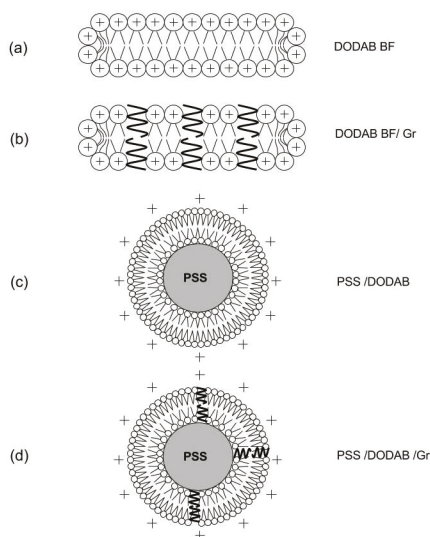 (a) DODAB BF
(b) DODAB BF/ Gr
(c) PSS PSS /DODAB
(d) PSS PSS /DODAB /Gr